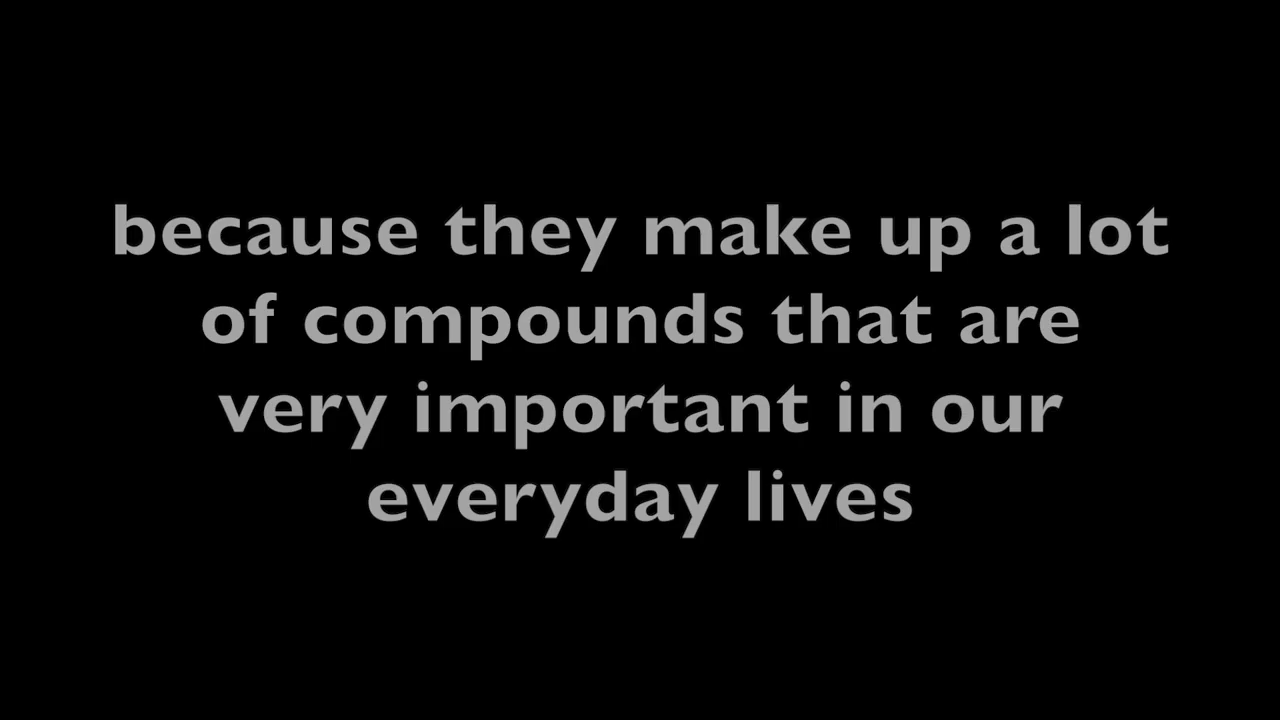 because they make up a lot
of compounds that are
very important in our
everyday lives